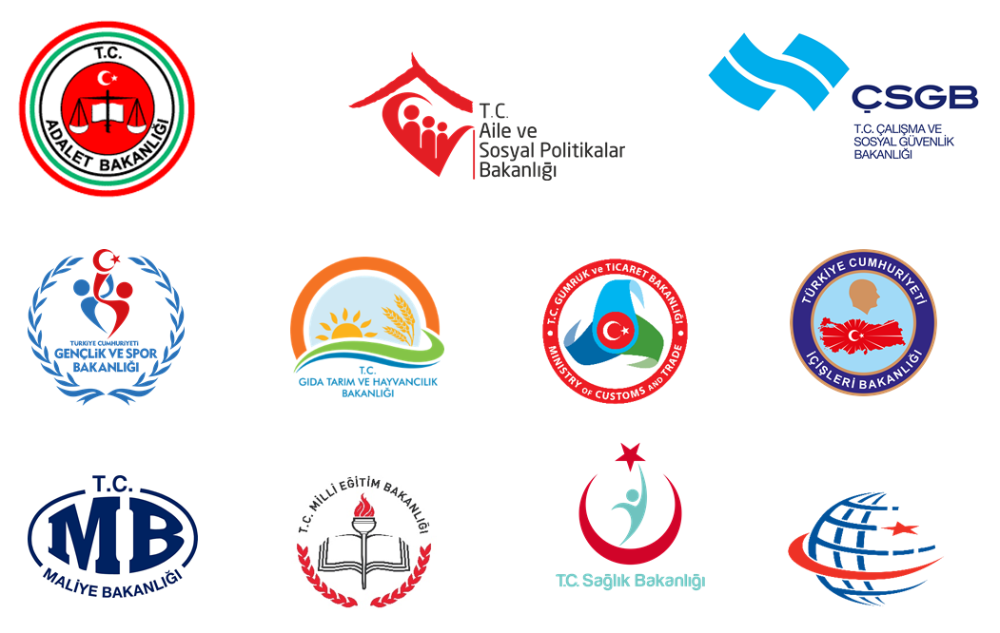 T.C.
ADALET BAKANLIĞI
T.C.
Aile ve
Sosyal Politikalar
Bakanlığı
ÇSGB
T.C. ÇALIŞMA VE
SOSYAL GÜVENLİK
BAKANLIĞI
TÜRKİYE CUMHURİYETİ
GENÇLİK VE SPOR
BAKANLIĞI
T.C.
GIDA TARIM VE HAYVANCILIK
BAKANLIĞI
T.C. GUMRUK ve TİCARET BAKANLIĞI
MINISTRY OF CUSTOMS AND TRADE
TÜRKİYE CUMHURİYETİ
İÇİŞLERİ BAKANLIĞI
T.C.
MB
MALİYE BAKANLIĞI
T.C. MİLLİ EĞİTİM BAKANLIĞI
T.C. Sağlık Bakanlığı